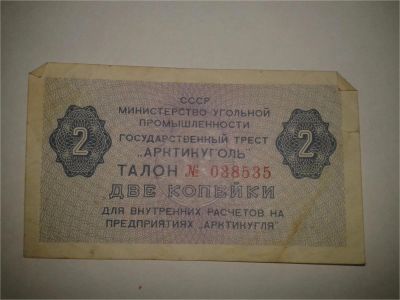 СССР
МИНИСТЕРСТВО УГОЛЬНОЙ
ПРОМЫШЛЕННОСТИ
ГОСУДАРСТВЕННЫЙ ТРЕСТ
2 „АРКТИКУГОЛЬ" 2
ТАЛОН № 038535
ДВЕ КОПЕЙКИ
ДЛЯ ВНУТРЕННИХ РАСЧЕТОВ НА
ПРЕДПРИЯТИЯХ „АРКТИКУГЛЯ"